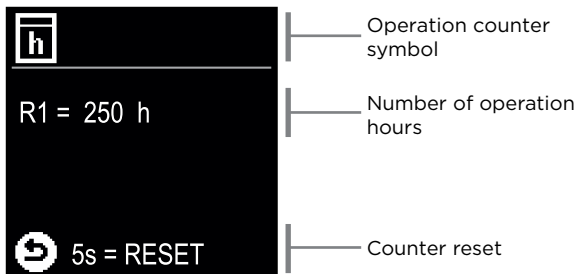 h
Operation counter
symbol
R1 = 250 h
Number of operation
hours
5s = RESET
Counter reset